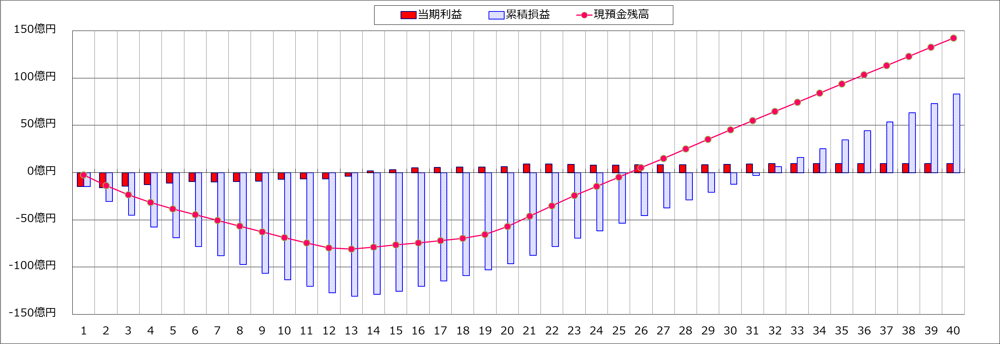 当期利益 累積損益 現預金残高
150億円
100億円
50億円
0億円
-50億円
-100億円
-150億円
1 2 3 4 5 6 7 8 9 10 11 12 13 14 15 16 17 18 19 20 21 22 23 24 25 26 27 28 29 30 31 32 33 34 35 36 37 38 39 40